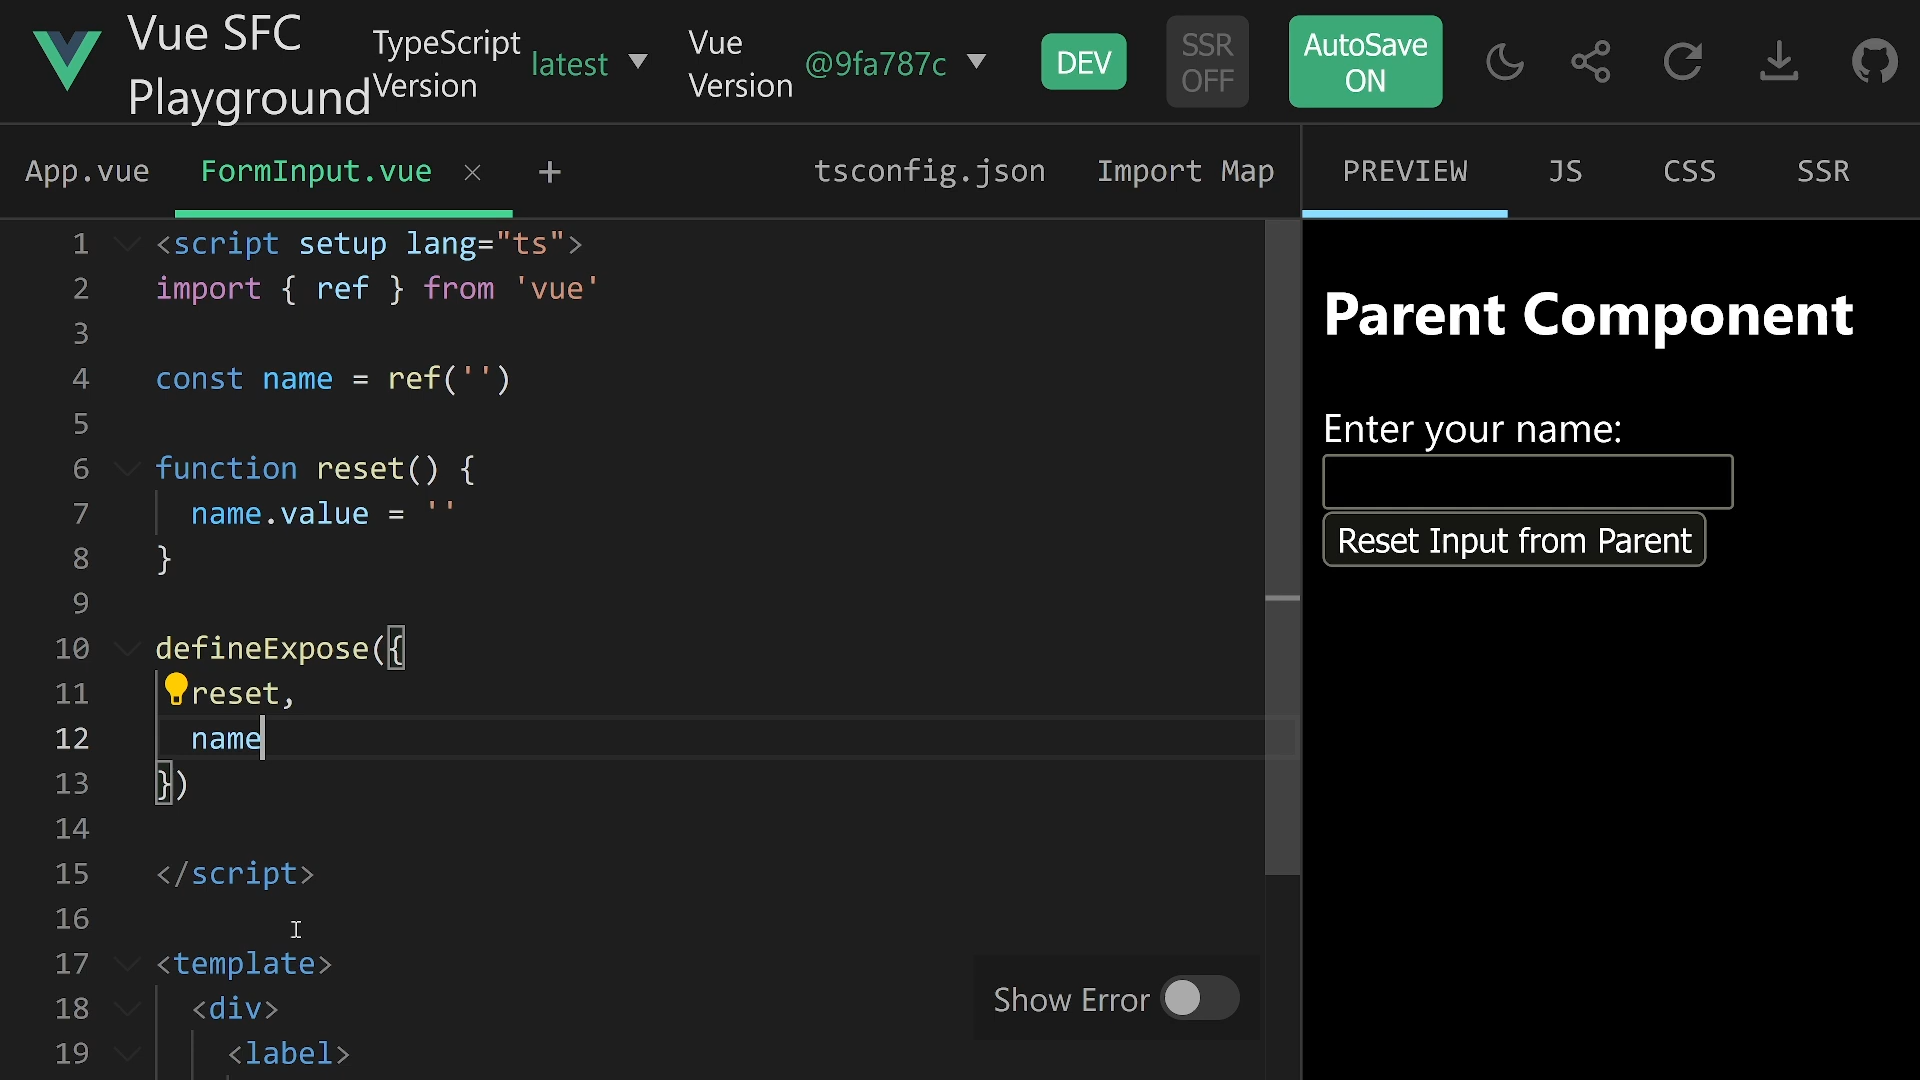 Vue SFC
Playground
TypeScript
Version
latest
Vue
Version
@9fa787c
DEV
SSR
OFF
AutoSave
ON
App.vue
FormInput.vue
tsconfig.json
Import Map
PREVIEW
JS
CSS
SSR
1 <script setup lang="ts">
2 import { ref } from 'vue'
3
4 const name = ref('')
5
6 function reset() {
7 name.value = ''
8 }
9
10 defineExpose({
11 reset,
12 name
13 })
14
15 </script>
16
17 <template>
18 <div>
19 <label>
Show Error
Parent Component
Enter your name:
Reset Input from Parent